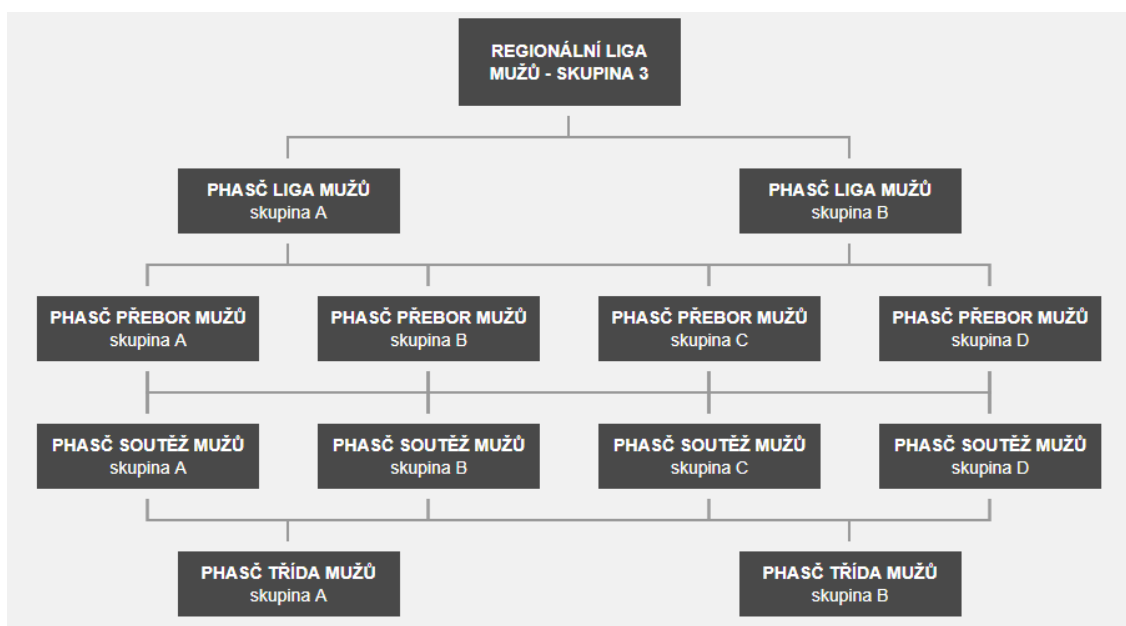 REGIONÁLNÍ LIGA
MUŽŮ - SKUPINA 3
PHASČ LIGA MUŽŮ
skupina A
PHASČ LIGA MUŽŮ
skupina B
PHASČ PŘEBOR MUŽŮ
skupina A
PHASČ PŘEBOR MUŽŮ
skupina B
PHASČ PŘEBOR MUŽŮ
skupina C
PHASČ PŘEBOR MUŽŮ
skupina D
PHASČ SOUTĚŽ MUŽŮ
skupina A
PHASČ SOUTĚŽ MUŽŮ
skupina B
PHASČ SOUTĚŽ MUŽŮ
skupina C
PHASČ SOUTĚŽ MUŽŮ
skupina D
PHASČ TŘÍDA MUŽŮ
skupina A
PHASČ TŘÍDA MUŽŮ
skupina B